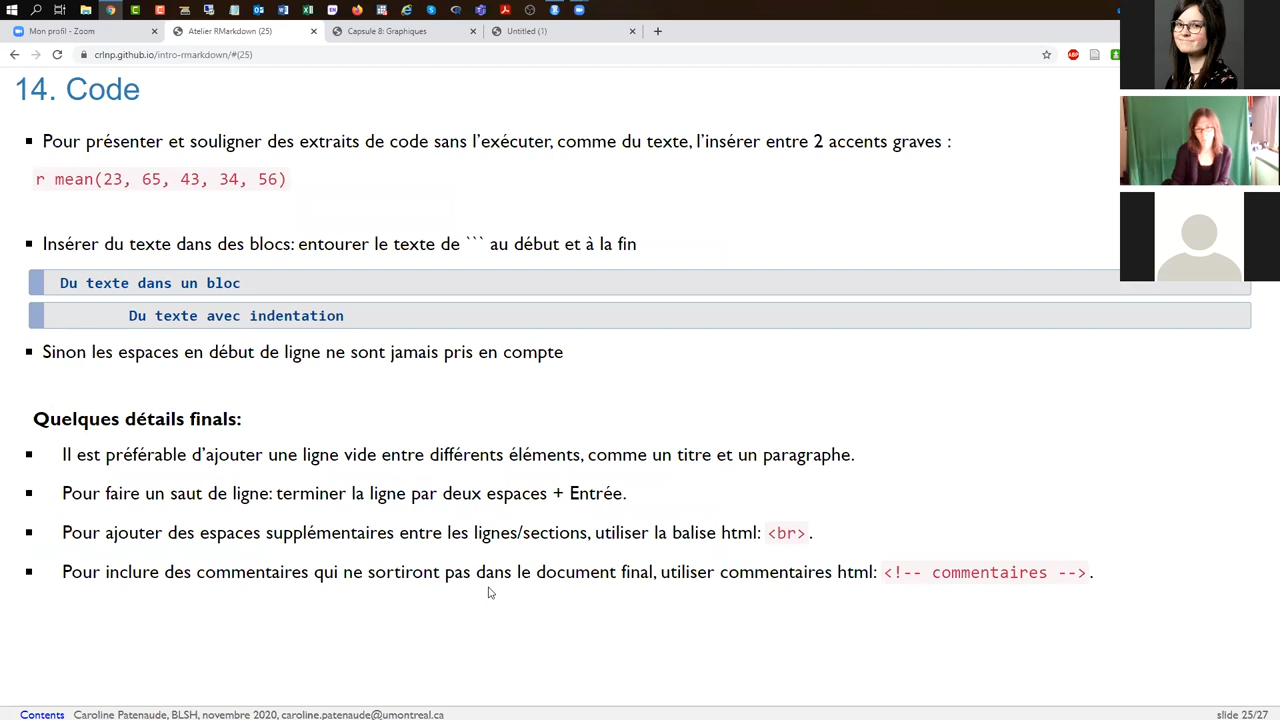 Mon profil - Zoom
Atelier RMarkdown (25)
Capsule 8: Graphiques
Untitled (1)
crlnp.github.io/intro-rmarkdown/#(25)
14. Code
Pour présenter et souligner des extraits de code sans l'exécuter, comme du texte, l'insérer entre 2 accents graves :
r mean(23, 65, 43, 34, 56)
Insérer du texte dans des blocs: entourer le texte de ``` au début et à la fin
Du texte dans un bloc
Du texte avec indentation
Sinon les espaces en début de ligne ne sont jamais pris en compte
Quelques détails finals:
Il est préférable d'ajouter une ligne vide entre différents éléments, comme un titre et un paragraphe.
Pour faire un saut de ligne: terminer la ligne par deux espaces + Entrée.
Pour ajouter des espaces supplémentaires entre les lignes/sections, utiliser la balise html: <br>.
Pour inclure des commentaires qui ne sortiront pas dans le document final, utiliser commentaires html: <!-- commentaires -->.
Contents Caroline Patenaude, BLSH, novembre 2020, caroline.patenaude@umontreal.ca
slide 25/27